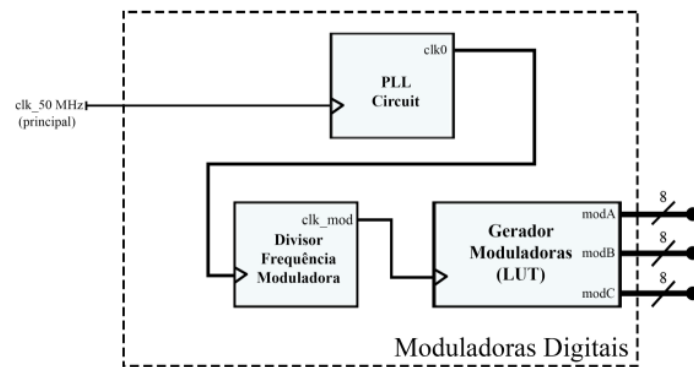 clk0
PLL
Circuit
clk_50 MHz
(principal)
clk_mod
Divisor
Frequência
Moduladora
Gerador
Moduladoras
(LUT)
modA
modB
modC
8
8
8
Moduladoras Digitais